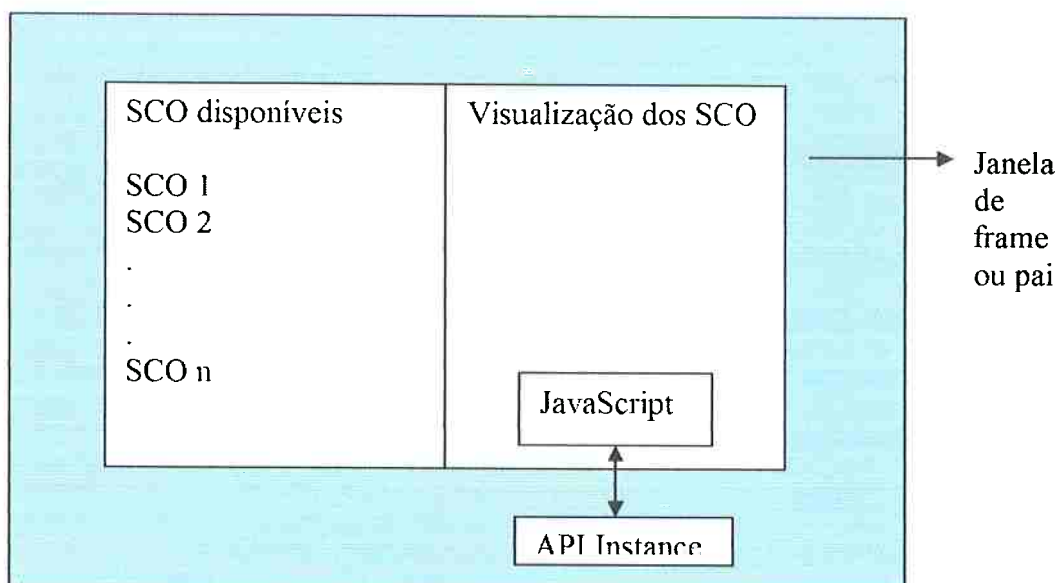 SCO disponíveis
SCO 1
SCO 2
.
.
.
SCO n
Visualização dos SCO
JavaScript
API Instance
Janela
de
frame
ou pai